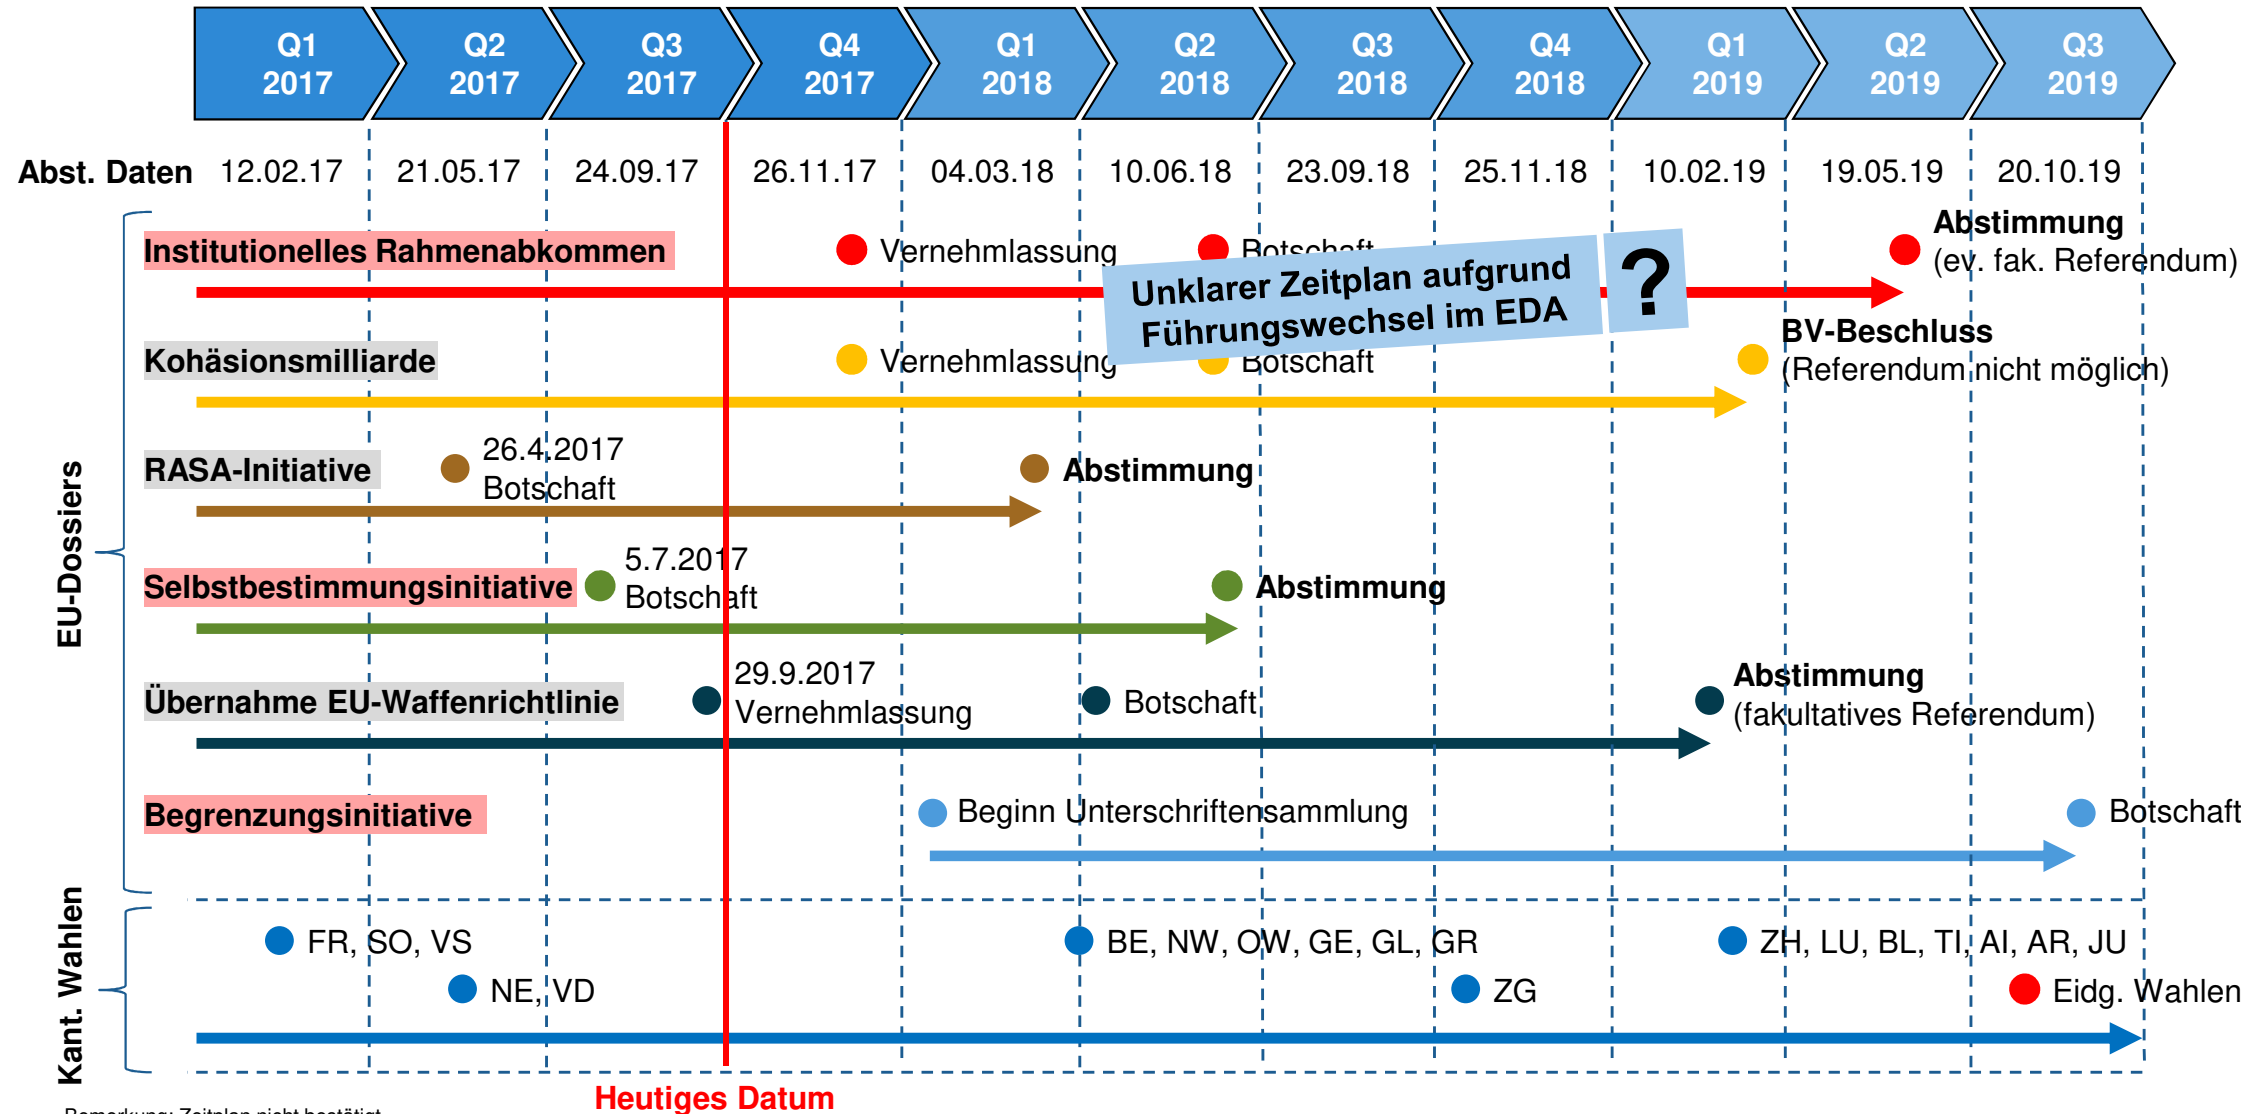 Q1 Q2 Q3 Q4 Q1 Q2 Q3 Q4 Q1 Q2 Q3
2017 2017 2017 2017 2018 2018 2018 2018 2019 2019 2019
Abst. Daten 12.02.17 21.05.17 24.09.17 26.11.17 04.03.18 10.06.18 23.09.18 25.11.18 10.02.19 19.05.19 20.10.19
EU-Dossiers
Institutionelles Rahmenabkommen
Vernehmlassung
Botschaft
Abstimmung
(ev. fak. Referendum)
Unklarer Zeitplan aufgrund
Führungswechsel im EDA
?
Kohäsionsmilliarde
Vernehmlassung
Botschaft
BV-Beschluss
(Referendum nicht möglich)
RASA-Initiative
26.4.2017
Botschaft
Abstimmung
Selbstbestimmungsinitiative
5.7.2017
Botschaft
Abstimmung
Übernahme EU-Waffenrichtlinie
29.9.2017
Vernehmlassung
Botschaft
Abstimmung
(fakultatives Referendum)
Begrenzungsinitiative
Beginn Unterschriftensammlung
Botschaft
Kant. Wahlen
FR, SO, VS
BE, NW, OW, GE, GL, GR
ZH, LU, BL, TI, AI, AR, JU
NE, VD
ZG
Eidg. Wahlen
Heutiges Datum
Bemerkung: Zeitplan nicht bestätigt